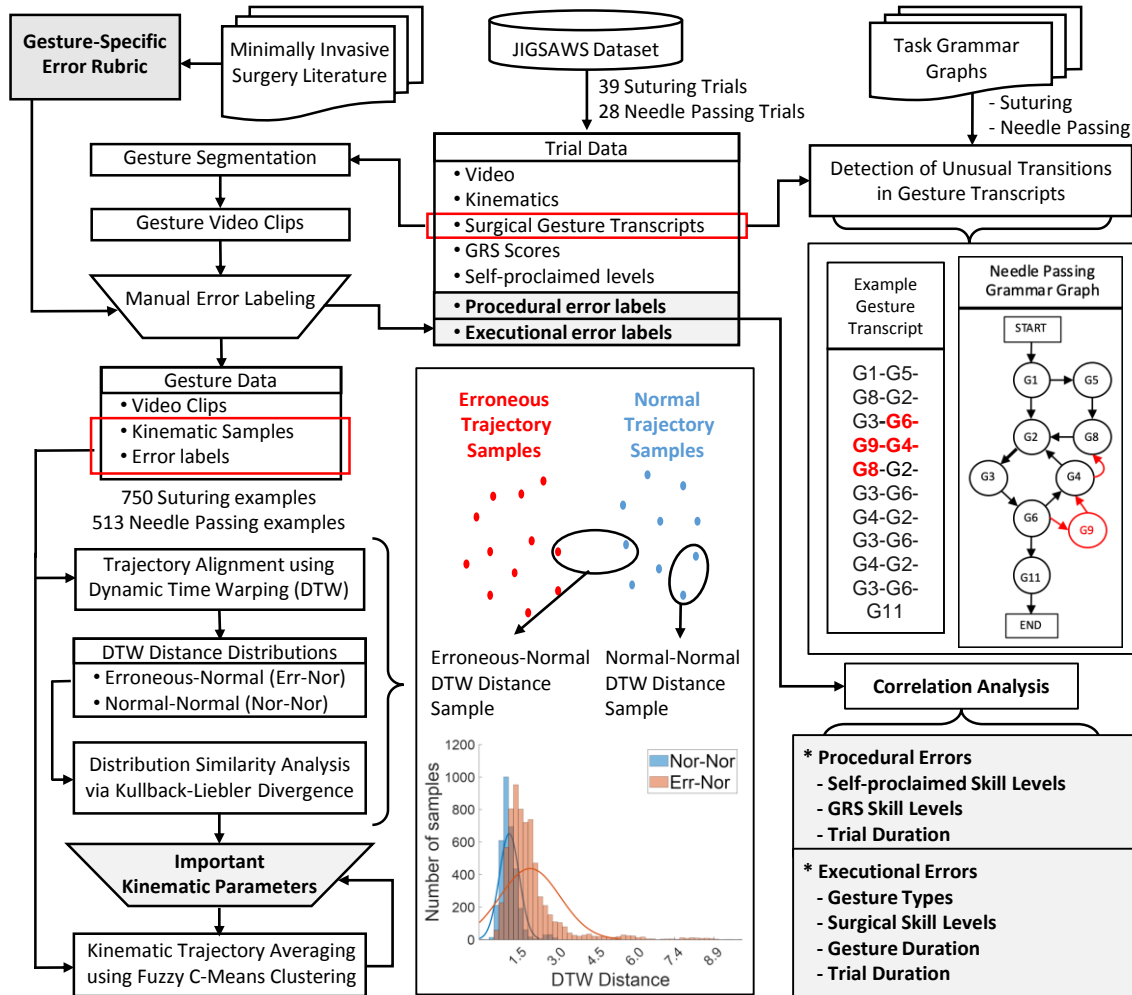 Gesture-Specific
Error Rubric
Minimally Invasive
Surgery Literature
JIGSAWS Dataset
39 Suturing Trials
28 Needle Passing Trials
Task Grammar
Graphs
- Suturing
- Needle Passing
Gesture Segmentation
Gesture Video Clips
Manual Error Labeling
Trial Data
• Video
• Kinematics
• Surgical Gesture Transcripts
• GRS Scores
• Self-proclaimed levels
• Procedural error labels
• Executional error labels
Detection of Unusual Transitions
in Gesture Transcripts
Example
Gesture
Transcript
G1-G5-
G8-G2-
G3-G6-
G9-G4-
G8-G2-
G3-G6-
G4-G2-
G3-G6-
G4-G2-
G3-G6-
G11
Needle Passing
Grammar Graph
START
G1
G5
G2
G8
G3
G4
G6
G9
G11
END
Gesture Data
• Video Clips
• Kinematic Samples
• Error labels
750 Suturing examples
513 Needle Passing examples
Trajectory Alignment using
Dynamic Time Warping (DTW)
DTW Distance Distributions
• Erroneous-Normal (Err-Nor)
• Normal-Normal (Nor-Nor)
Distribution Similarity Analysis
via Kullback-Liebler Divergence
Important
Kinematic Parameters
Kinematic Trajectory Averaging
using Fuzzy C-Means Clustering
Erroneous
Trajectory
Samples
Normal
Trajectory
Samples
Erroneous-Normal
DTW Distance
Sample
Normal-Normal
DTW Distance
Sample
Number of samples
1200
1000
800
600
400
200
0
Nor-Nor
Err-Nor
1.5
3.0
4.5
6.0
7.4
8.9
DTW Distance
Correlation Analysis
* Procedural Errors
- Self-proclaimed Skill Levels
- GRS Skill Levels
- Trial Duration
* Executional Errors
- Gesture Types
- Surgical Skill Levels
- Gesture Duration
- Trial Duration